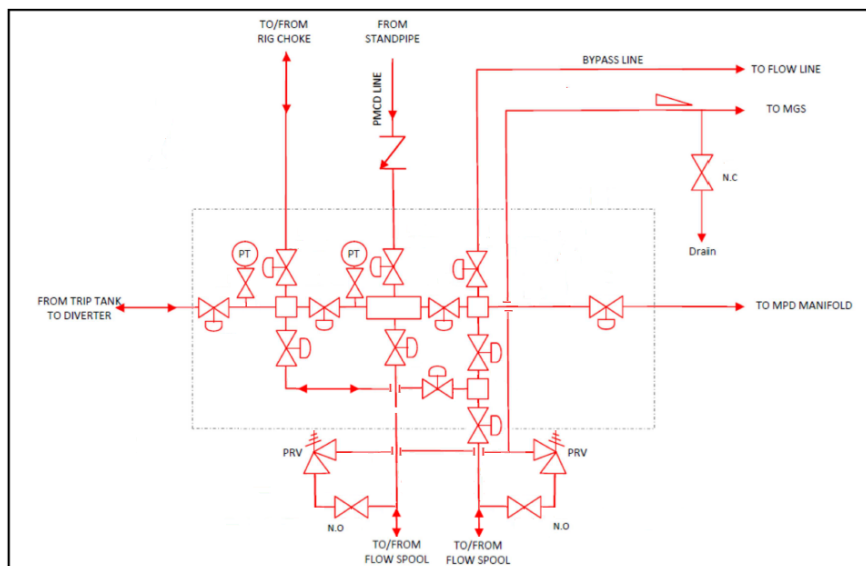 TO/FROM
RIG CHOKE
FROM
STANDPIPE
PMCD LINE
BYPASS LINE
TO FLOW LINE
TO MGS
N.C
Drain
PT
PT
FROM TRIP TANK
TO DIVERTER
TO MPD MANIFOLD
PRV
PRV
N.O
N.O
TO/FROM
FLOW SPOOL
TO/FROM
FLOW SPOOL